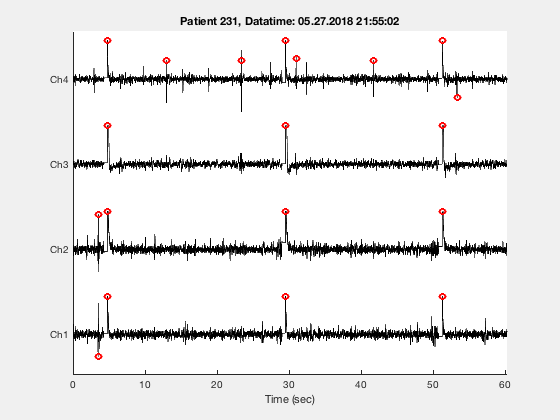 Patient 231, Datatime: 05.27.2018 21:55:02
Ch4
Ch3
Ch2
Ch1
0 10 20 30 40 50 60
Time (sec)